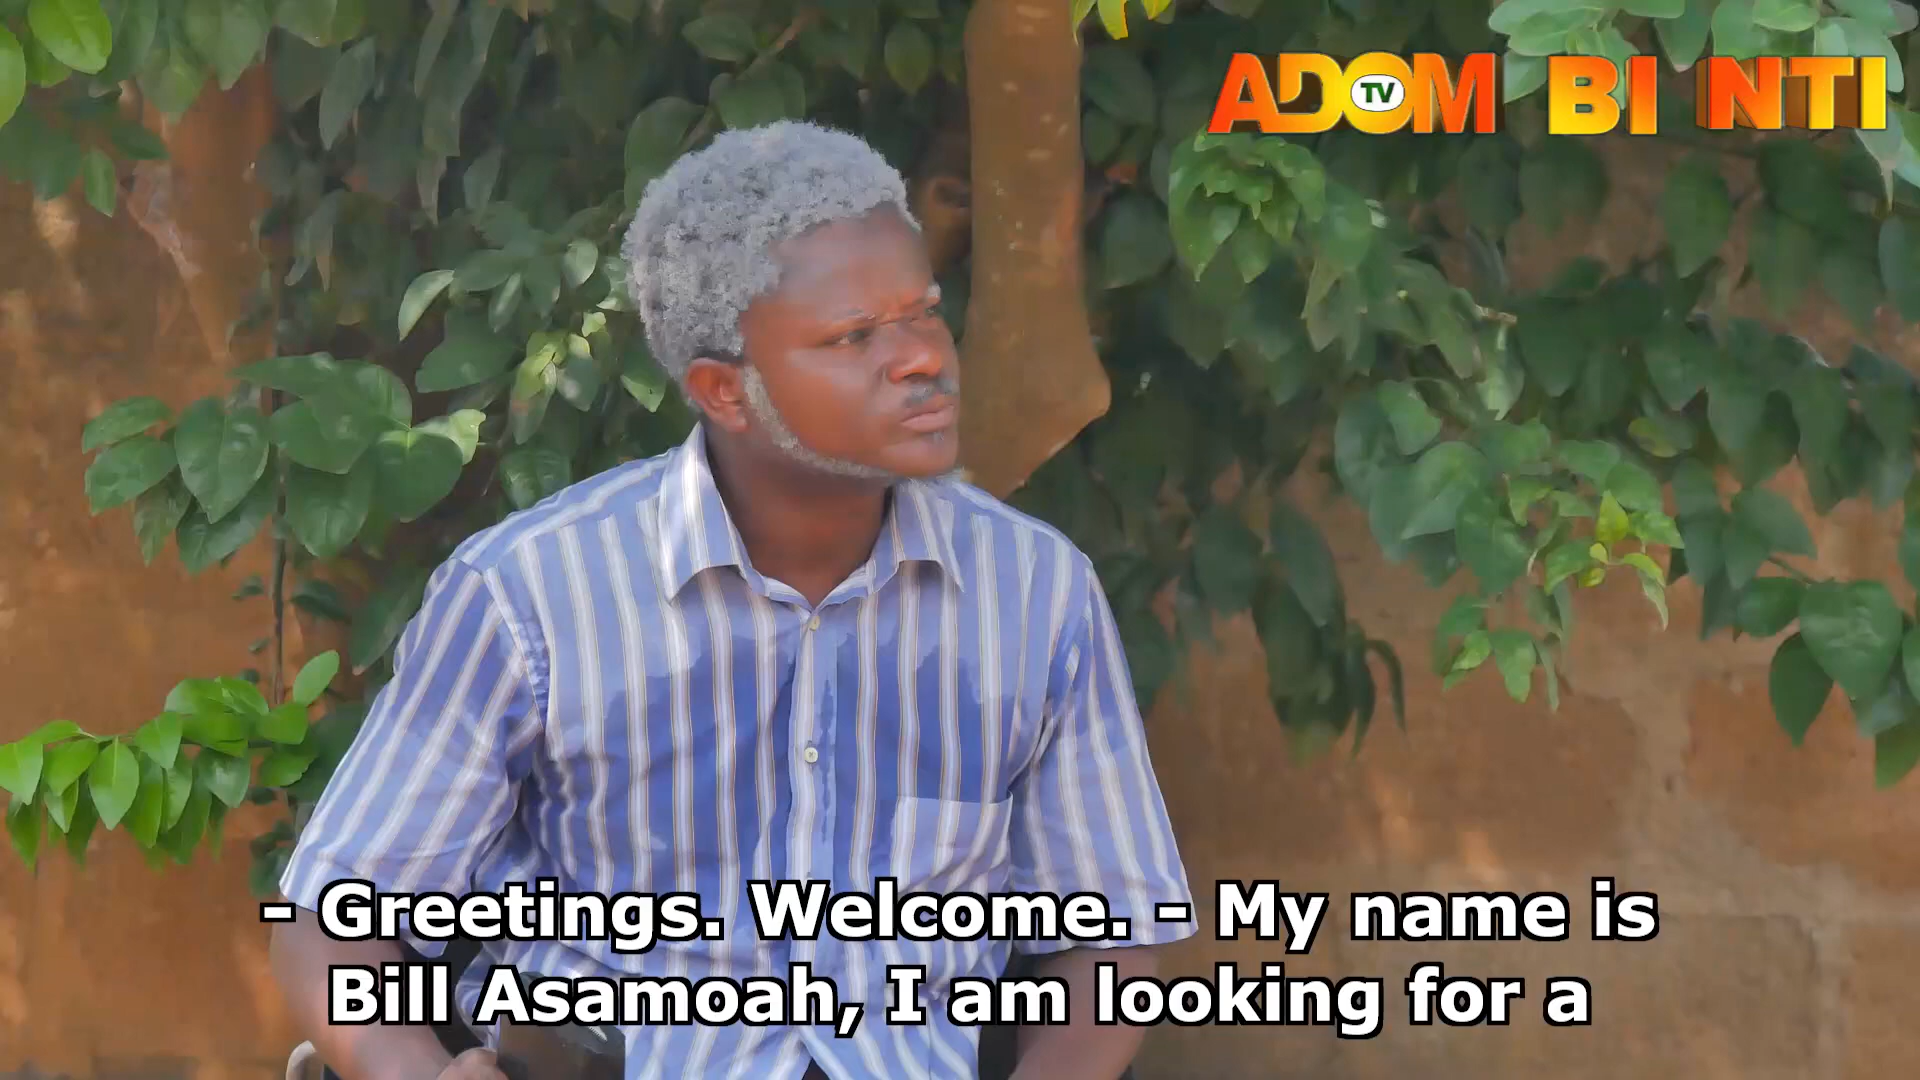 ADOM TV BI NTI
- Greetings. Welcome. - My name is
Bill Asamoah, I am looking for a